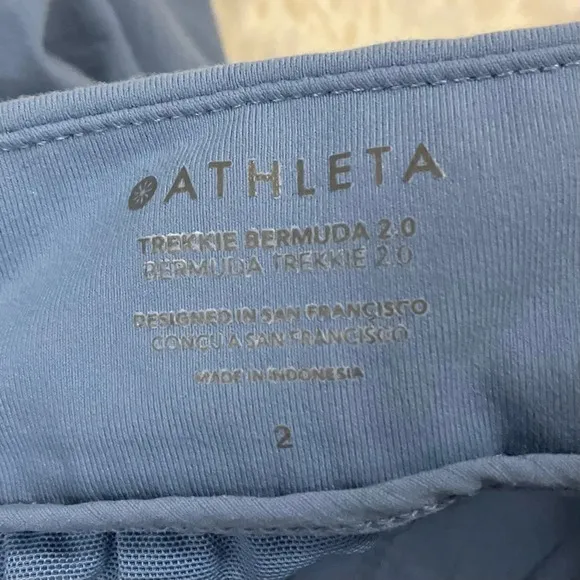 ATHLETA
TREKKIE BERMUDA 2.0
BERMUDA TREKKIE 2.0
DESIGNED IN SAN FRANCISCO
CONÇU A SAN FRANCISCO
MADE IN INDONESIA
2